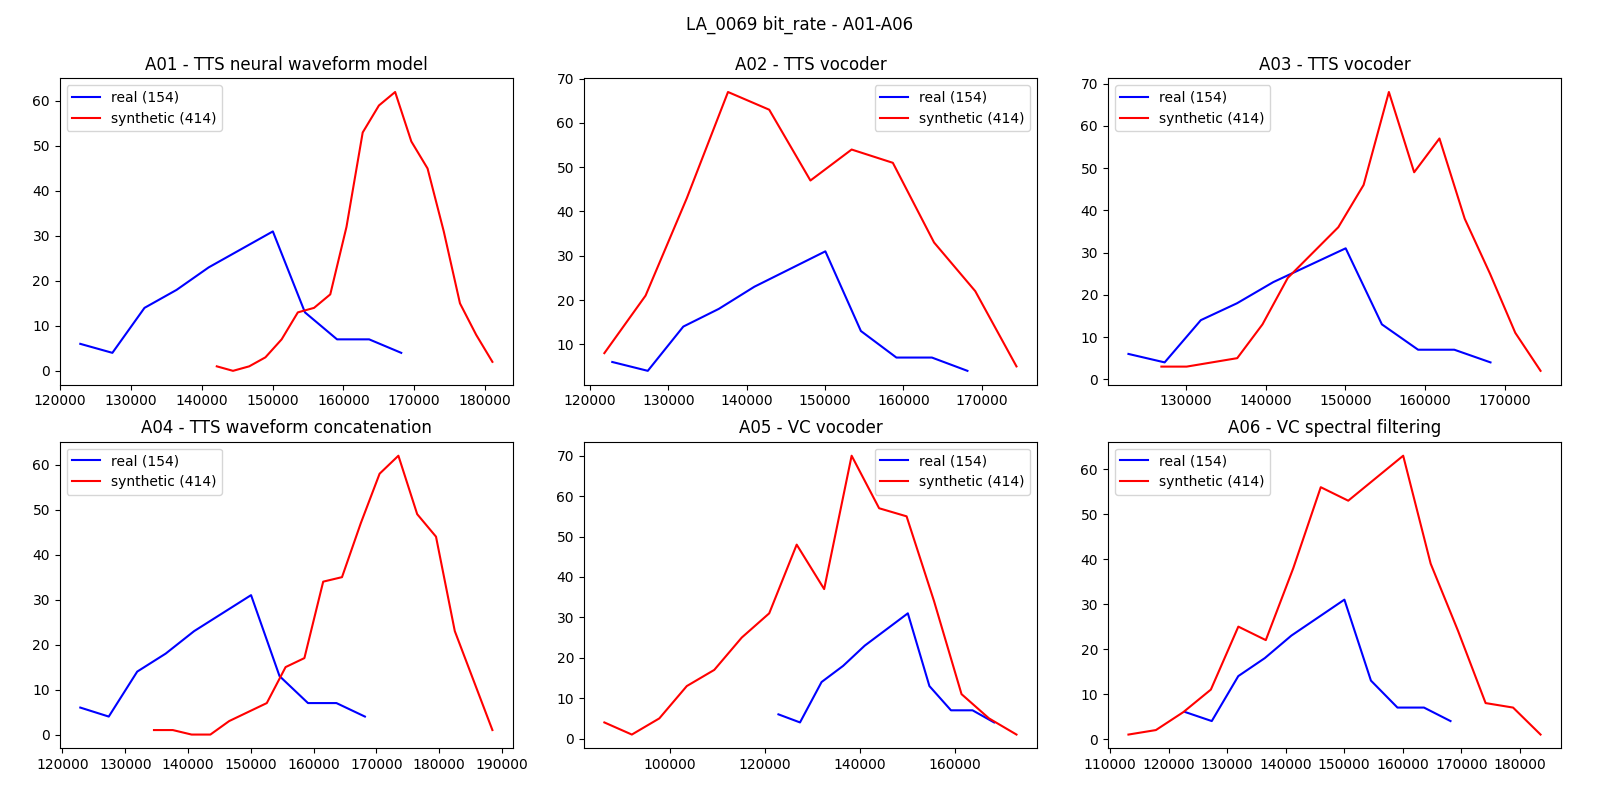 LA_0069 bit_rate - A01-A06
A01 - TTS neural waveform model
real (154)
synthetic (414)
60
50
40
30
20
10
0
120000 130000 140000 150000 160000 170000 180000
A02 - TTS vocoder
real (154)
synthetic (414)
70
60
50
40
30
20
10
120000 130000 140000 150000 160000 170000
A03 - TTS vocoder
real (154)
synthetic (414)
70
60
50
40
30
20
10
0
130000 140000 150000 160000 170000
A04 - TTS waveform concatenation
real (154)
synthetic (414)
60
50
40
30
20
10
0
120000 130000 140000 150000 160000 170000 180000 190000
A05 - VC vocoder
real (154)
synthetic (414)
70
60
50
40
30
20
10
0
100000 120000 140000 160000
A06 - VC spectral filtering
real (154)
synthetic (414)
60
50
40
30
20
10
0
110000 120000 130000 140000 150000 160000 170000 180000